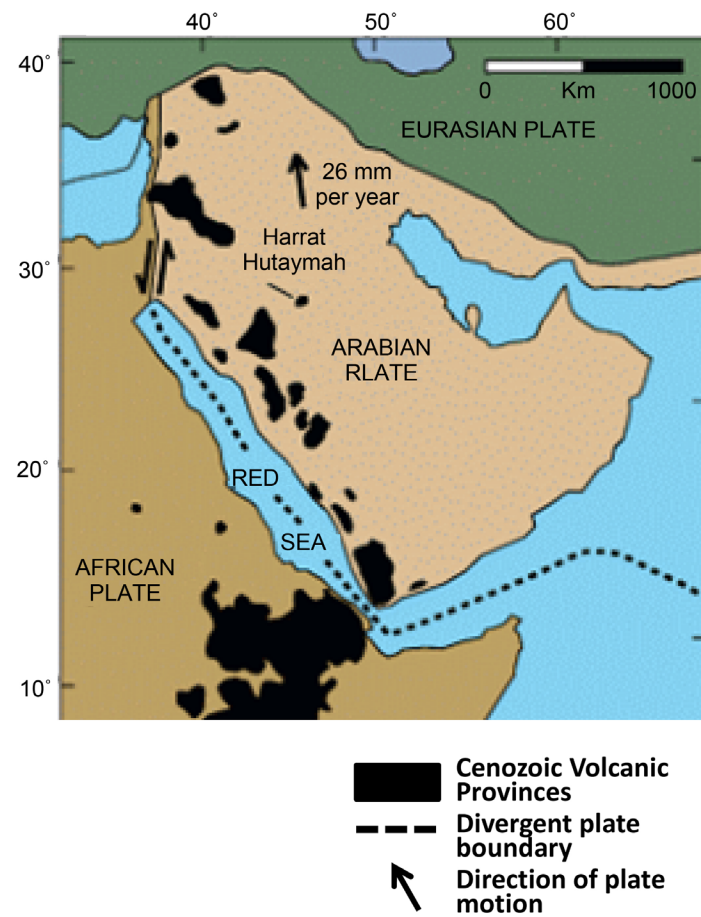 40˚
50˚
60˚
40˚
0 Km 1000
EURASIAN PLATE
26 mm
per year
Harrat
Hutaymah
30˚
ARABIAN
RLATE
20˚
RED
SEA
AFRICAN
PLATE
10˚
Cenozoic Volcanic
Provinces
Divergent plate
boundary
Direction of plate
motion